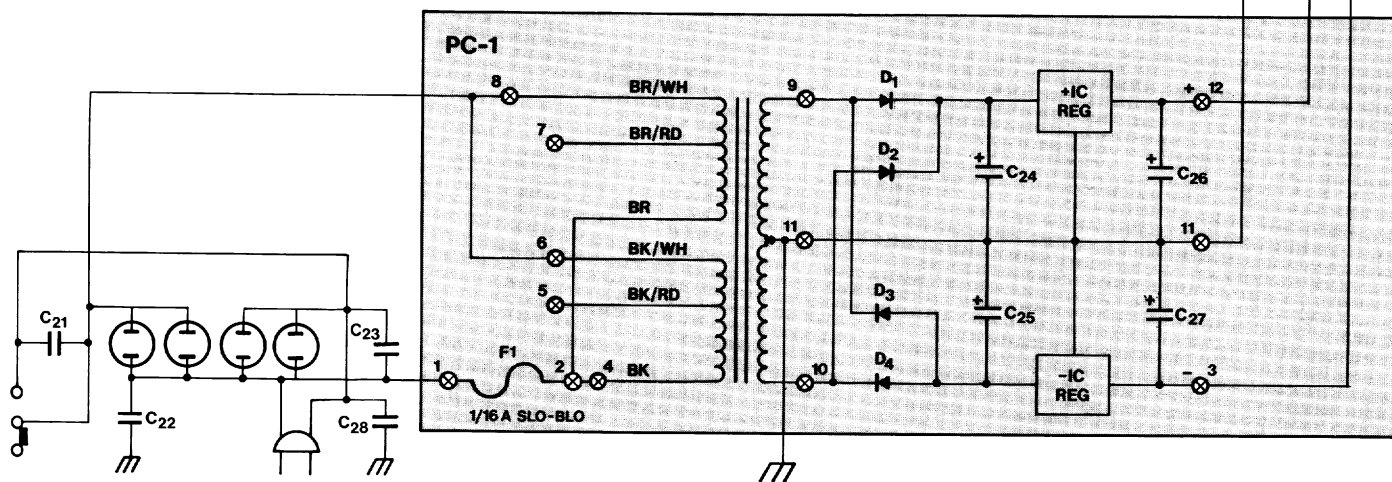 PC-1
8
BR/WH
9
D1
+IC
REG
+
12
7
BR/RD
D2
+
C24
+
C26
BR
11
11
6
BK/WH
5
BK/RD
D3
+
C25
+
C27
C21
C23
1
F1
2
4
BK
10
D4
-IC
REG
-
3
1/16 A SLO-BLO
C22
C28